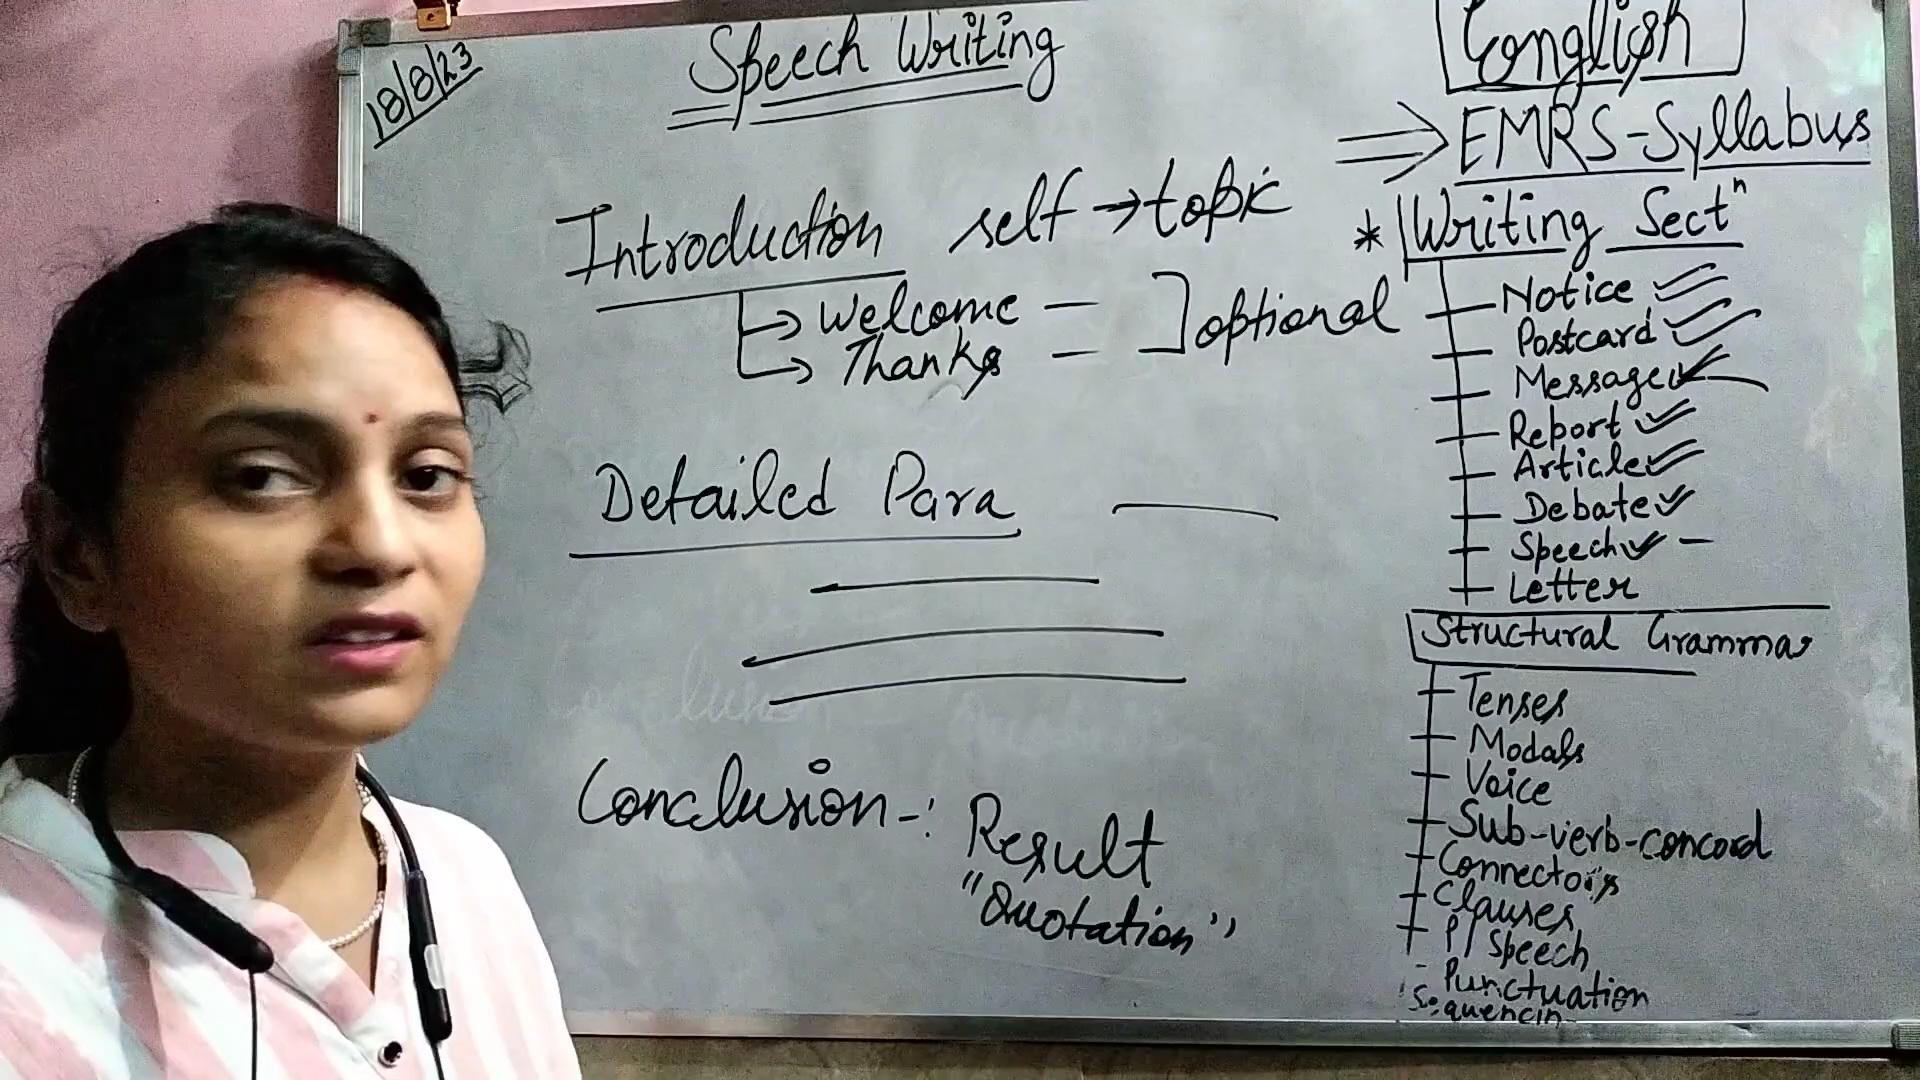 18/8/23
Speech Writing
Introduction self → topic
→ Welcome — ] optional
→ Thanks —
Detailed Para
Conclusion -: Result
"Quotation"
English
⇒ EMRS-Syllabus
* Writing Sectⁿ
Notice
Postcard
Message
Report
Article
Debate
Speech -
Letter
Structural Grammar
Tenses
Modals
Voice
Sub-verb-concord
Connectors
Clauses
P/Speech
- Punctuation